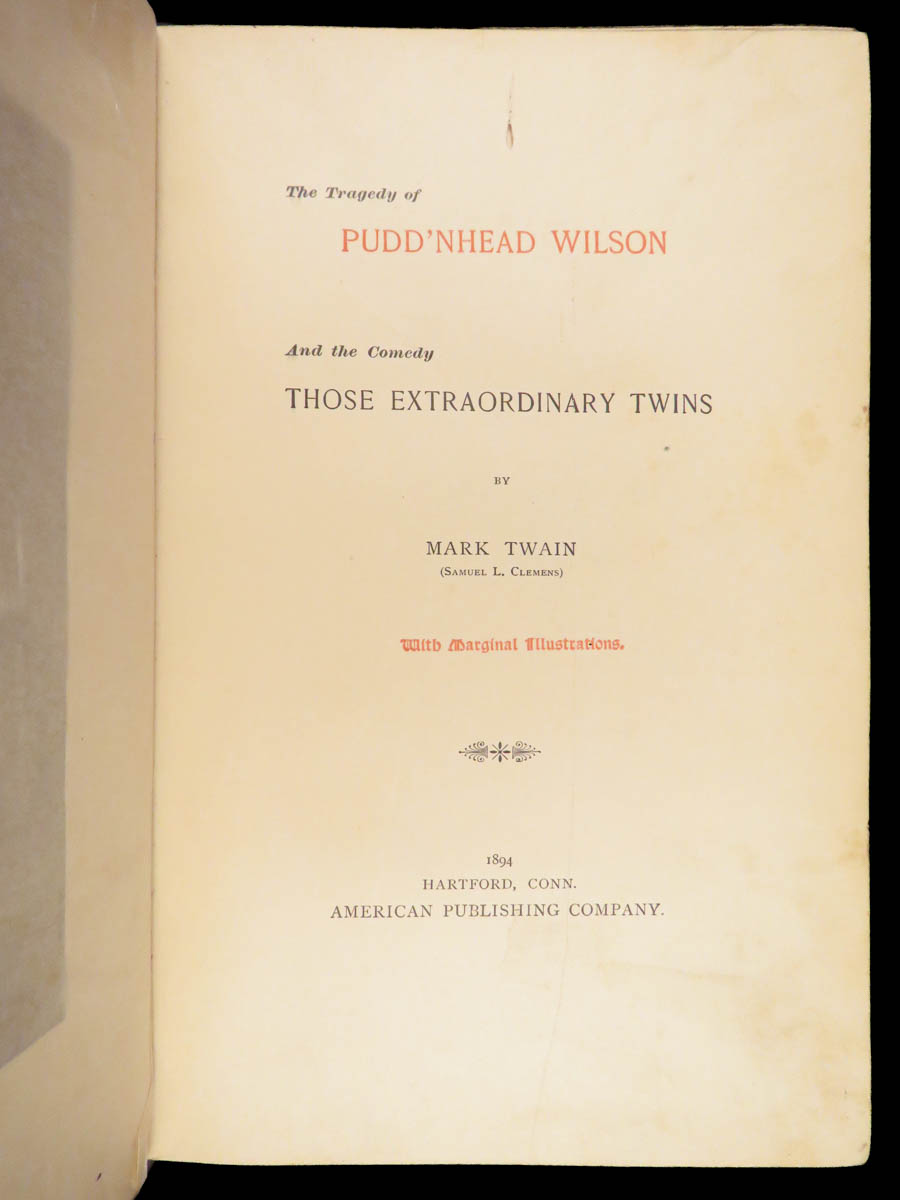 The Tragedy of
PUDD'NHEAD WILSON
And the Comedy
THOSE EXTRAORDINARY TWINS
BY
MARK TWAIN
(SAMUEL L. CLEMENS)
With Marginal Illustrations.
1894
HARTFORD, CONN.
AMERICAN PUBLISHING COMPANY.